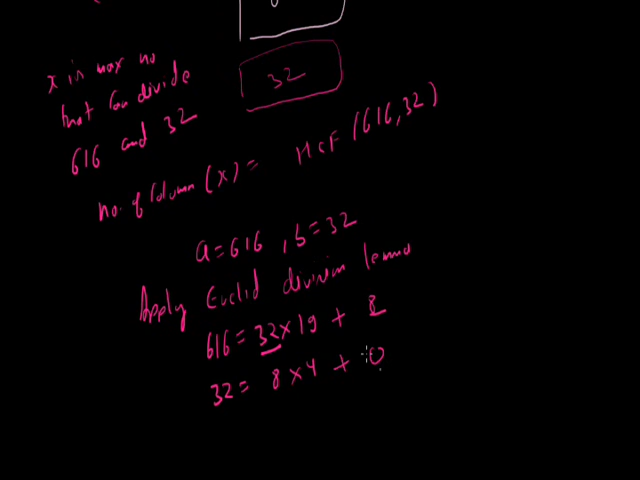 x is max no
that can divide
616 and 32
32
no. of column (x) = HCF (616, 32)
a = 616 , b = 32
Apply Euclid division lemma
616 = 32 × 19 + 8
32 = 8 × 4 + 0